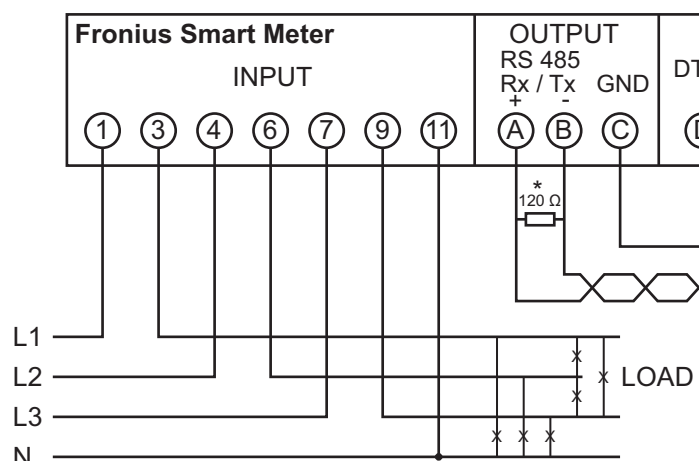 Fronius Smart Meter
INPUT
OUTPUT
RS 485
Rx / Tx
+ -
GND
1 3 4 6 7 9 11
A B C
*
120 Ω
L1
L2
L3
N
LOAD